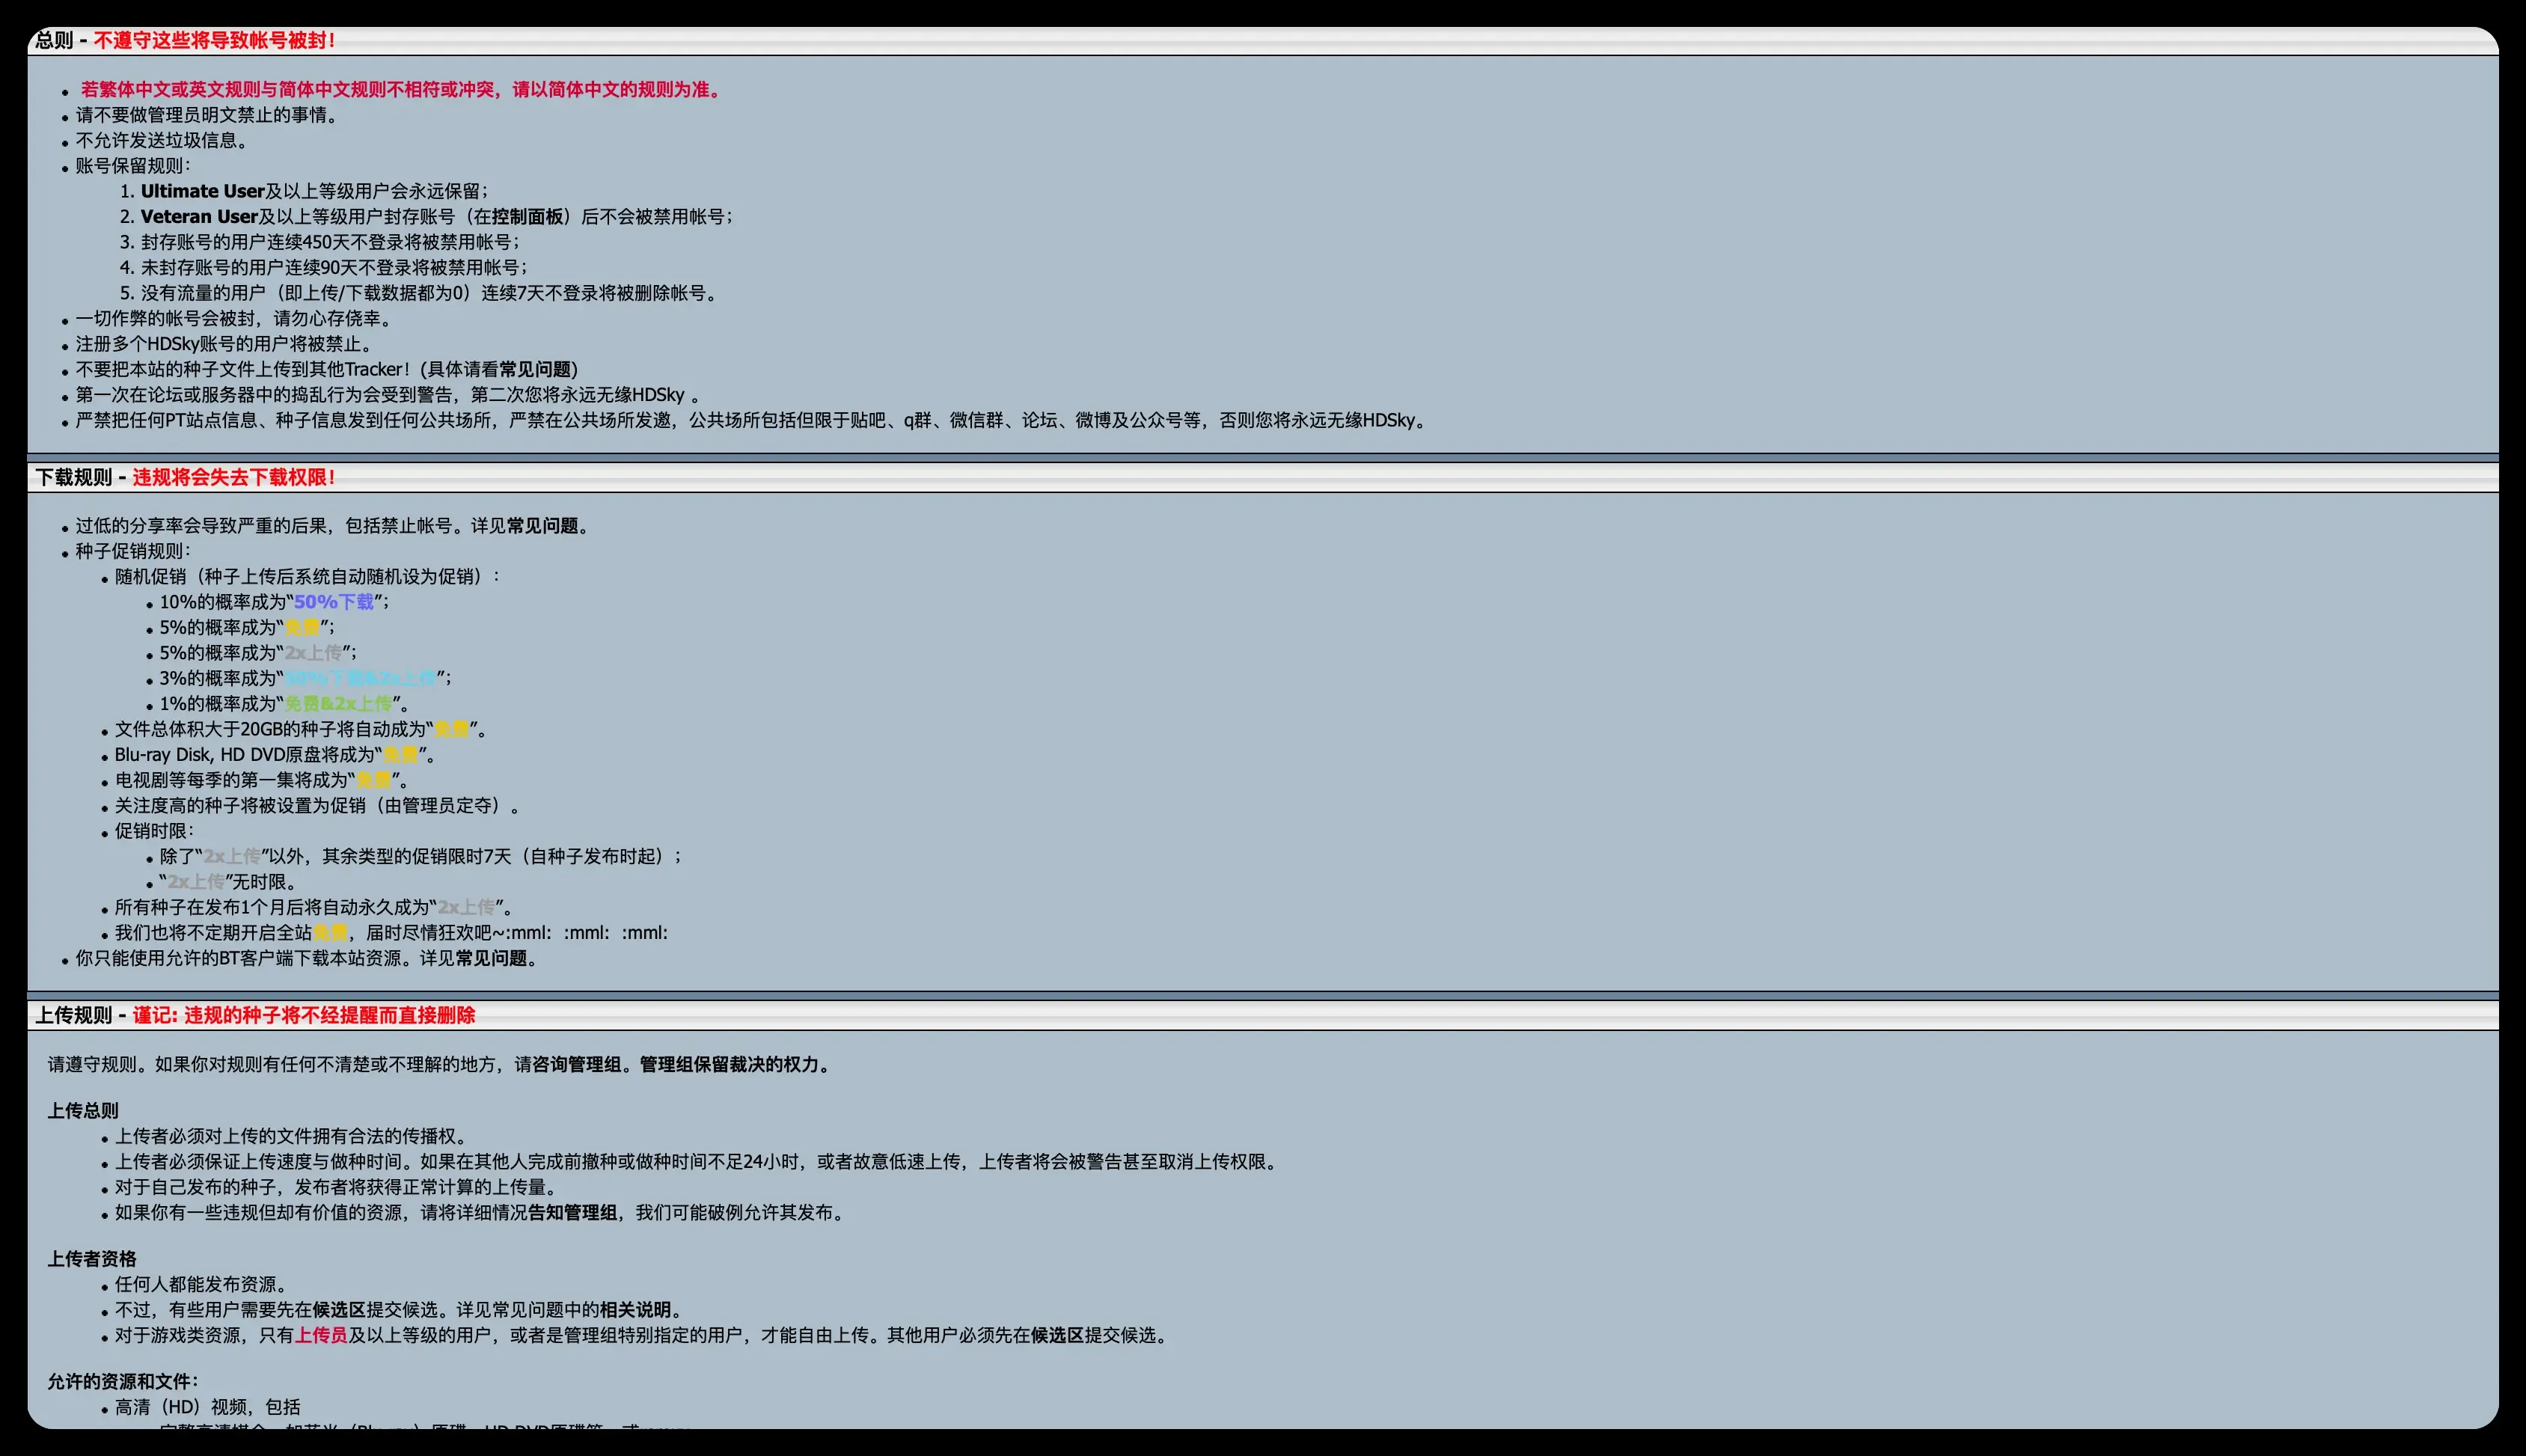 总则 - 不遵守这些将导致帐号被封！
若繁体中文或英文规则与简体中文规则不相符或冲突，请以简体中文的规则为准。
请不要做管理员明文禁止的事情。
不允许发送垃圾信息。
账号保留规则：
1. Ultimate User及以上等级用户会永远保留；
2. Veteran User及以上等级用户封存账号（在控制面板）后不会被禁用帐号；
3. 封存账号的用户连续450天不登录将被禁用帐号；
4. 未封存账号的用户连续90天不登录将被禁用帐号；
5. 没有流量的用户（即上传/下载数据都为0）连续7天不登录将被删除帐号。
一切作弊的帐号会被封，请勿心存侥幸。
注册多个HDSky账号的用户将被禁止。
不要把本站的种子文件上传到其他Tracker！(具体请看常见问题)
第一次在论坛或服务器中的捣乱行为会受到警告，第二次您将永远无缘HDSky 。
严禁把任何PT站点信息、种子信息发到任何公共场所，严禁在公共场所发邀，公共场所包括但限于贴吧、q群、微信群、论坛、微博及公众号等，否则您将永远无缘HDSky。
下载规则 - 违规将会失去下载权限！
过低的分享率会导致严重的后果，包括禁止帐号。详见常见问题。
种子促销规则：
随机促销（种子上传后系统自动随机设为促销）：
10%的概率成为“50%下载”；
5%的概率成为“免费”；
5%的概率成为“2x上传”；
3%的概率成为“50%下载&2x上传”；
1%的概率成为“免费&2x上传”。
文件总体积大于20GB的种子将自动成为“免费”。
Blu-ray Disk, HD DVD原盘将成为“免费”。
电视剧等每季的第一集将成为“免费”。
关注度高的种子将被设置为促销（由管理员定夺）。
促销时限：
除了“2x上传”以外，其余类型的促销限时7天（自种子发布时起）；
“2x上传”无时限。
所有种子在发布1个月后将自动永久成为“2x上传”。
我们也将不定期开启全站免费，届时尽情狂欢吧~:mml: :mml: :mml:
你只能使用允许的BT客户端下载本站资源。详见常见问题。
上传规则 - 谨记: 违规的种子将不经提醒而直接删除
请遵守规则。如果你对规则有任何不清楚或不理解的地方，请咨询管理组。管理组保留裁决的权力。
上传总则
上传者必须对上传的文件拥有合法的传播权。
上传者必须保证上传速度与做种时间。如果在其他人完成前撤种或做种时间不足24小时，或者故意低速上传，上传者将会被警告甚至取消上传权限。
对于自己发布的种子，发布者将获得正常计算的上传量。
如果你有一些违规但却有价值的资源，请将详细情况告知管理组，我们可能破例允许其发布。
上传者资格
任何人都能发布资源。
不过，有些用户需要先在候选区提交候选。详见常见问题中的相关说明。
对于游戏类资源，只有上传员及以上等级的用户，或者是管理组特别指定的用户，才能自由上传。其他用户必须先在候选区提交候选。
允许的资源和文件：
高清（HD）视频，包括